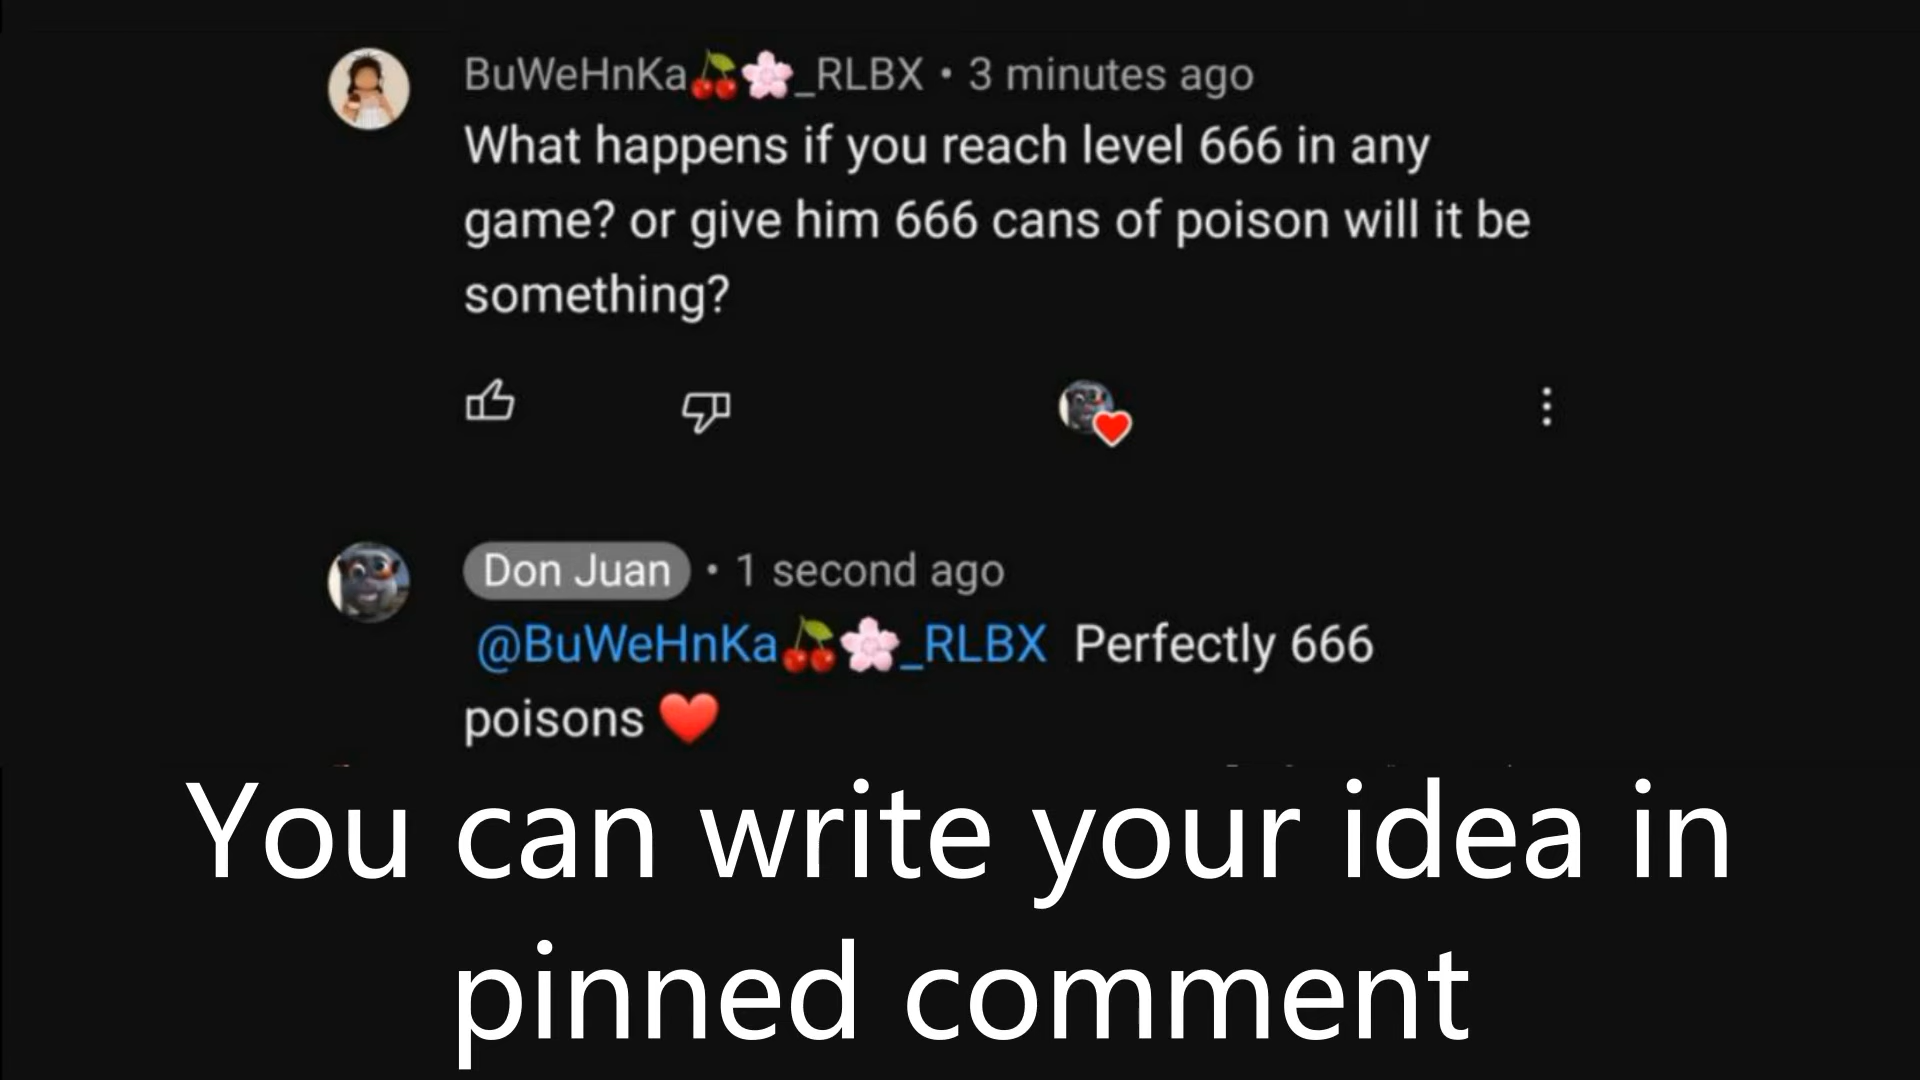 BuWeHnKa🍒🌸_RLBX • 3 minutes ago
What happens if you reach level 666 in any
game? or give him 666 cans of poison will it be
something?
Don Juan • 1 second ago
@BuWeHnKa🍒🌸_RLBX Perfectly 666
poisons ❤️
You can write your idea in
pinned comment